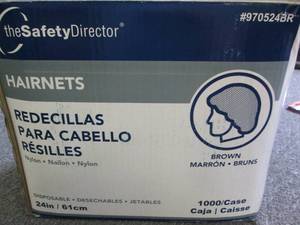 theSafetyDirector®
#970524BR
HAIRNETS
REDECILLAS
PARA CABELLO
RÉSILLES
Nylon • Nailon • Nylon
BROWN
MARRÓN • BRUNS
DISPOSABLE • DESECHABLES • JETABLES
24in / 61cm
1000/Case
Caja | Caisse